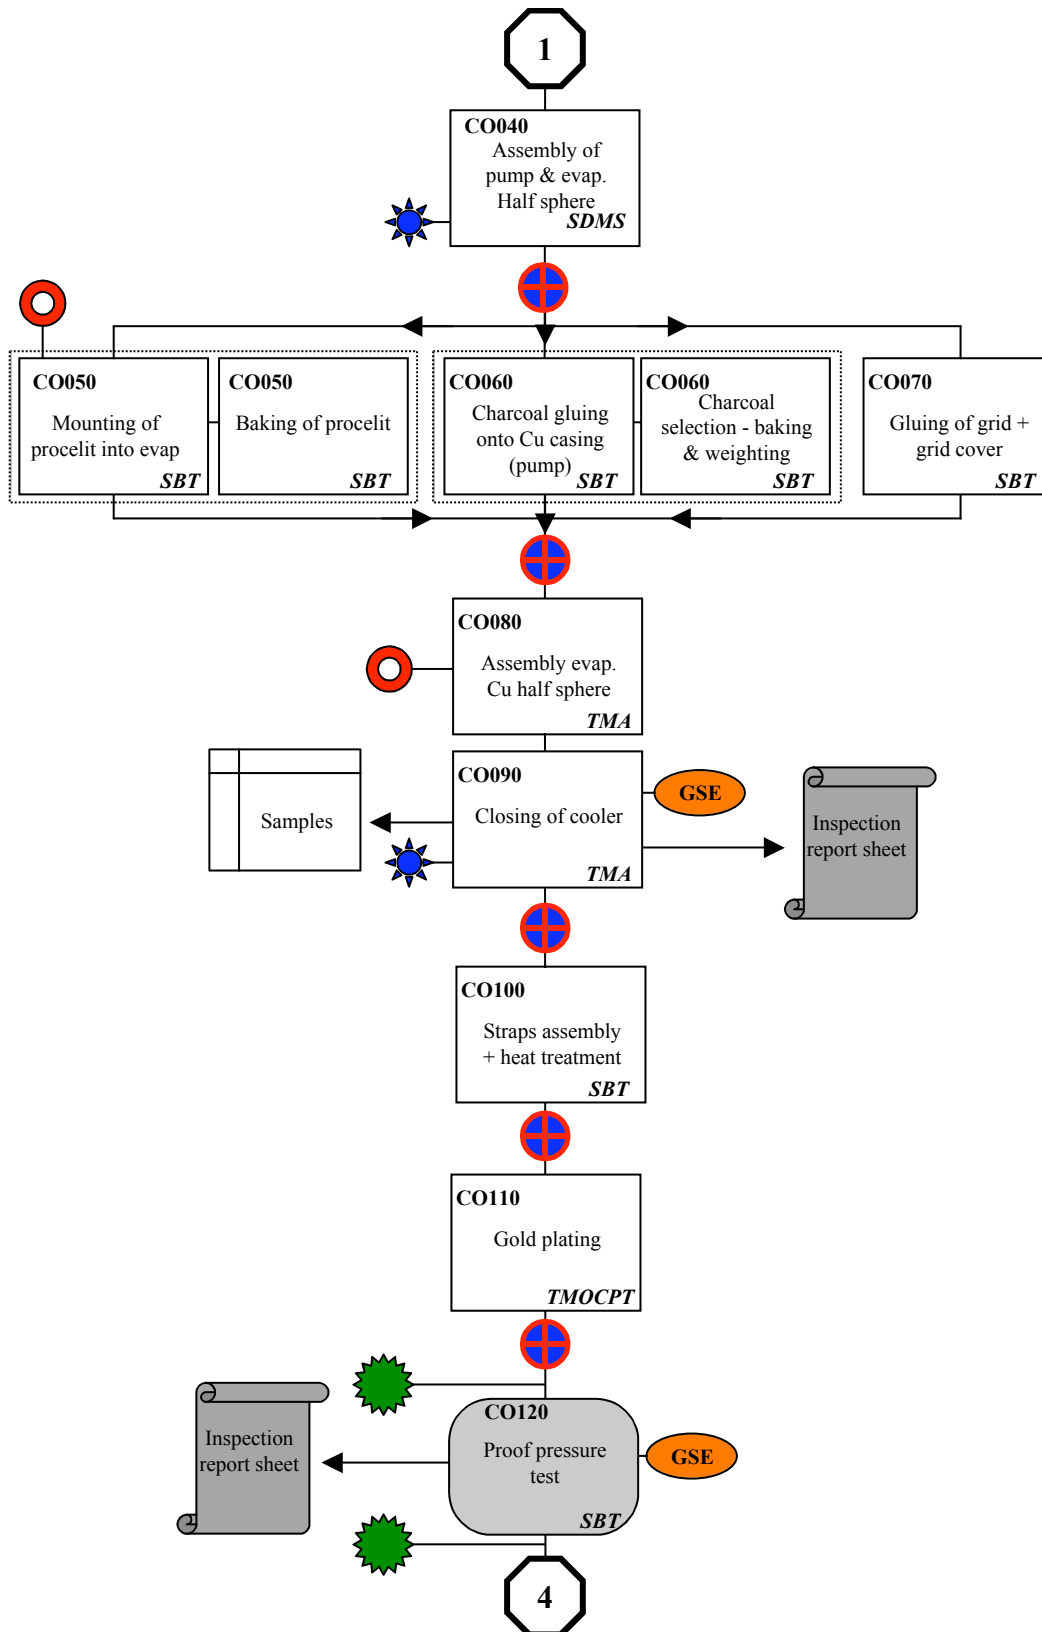 1
CO040
Assembly of
pump & evap.
Half sphere
SDMS
CO050
Mounting of
procelit into evap
SBT
CO050
Baking of procelit
SBT
CO060
Charcoal gluing
onto Cu casing
(pump)
SBT
CO060
Charcoal
selection - baking
& weighting
SBT
CO070
Gluing of grid +
grid cover
SBT
CO080
Assembly evap.
Cu half sphere
TMA
Samples
CO090
Closing of cooler
TMA
GSE
Inspection
report sheet
CO100
Straps assembly
+ heat treatment
SBT
CO110
Gold plating
TMOCPT
Inspection
report sheet
CO120
Proof pressure
test
SBT
GSE
4